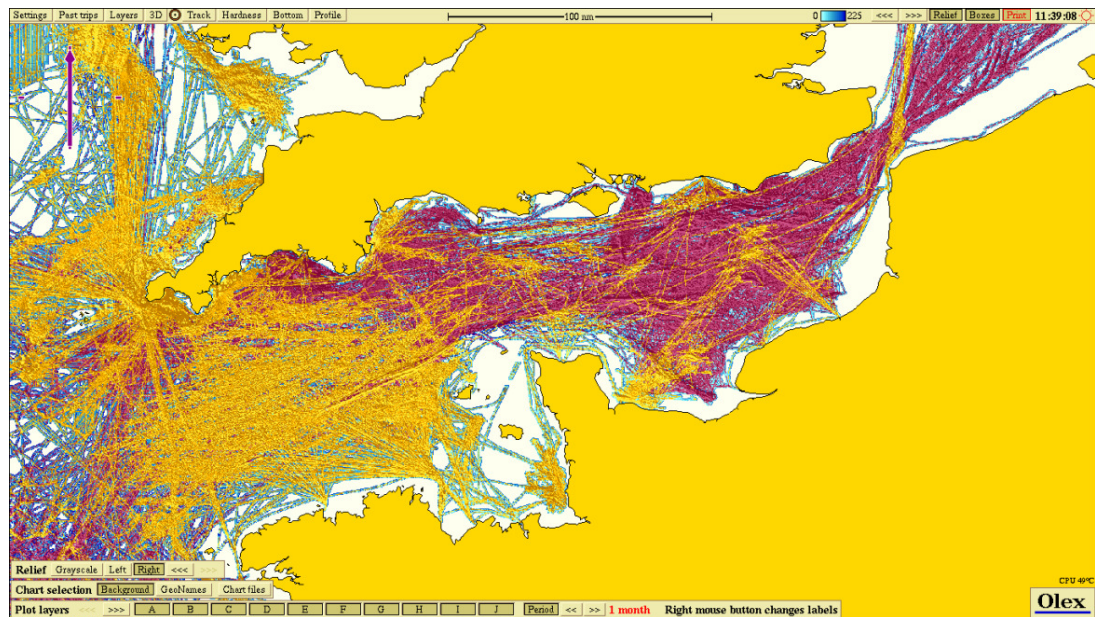 Settings Past trips Layers 3D Track Hardness Bottom Profile 100 nm 0 225 <<< >>> Relief Boxes Print 11:39:08
CPU 49°C
Relief Grayscale Left Right <<< >>>
Chart selection Background GeoNames Chart files
Olex
Plot layers <<< >>> A B C D E F G H I J Period << >> 1 month Right mouse button changes labels